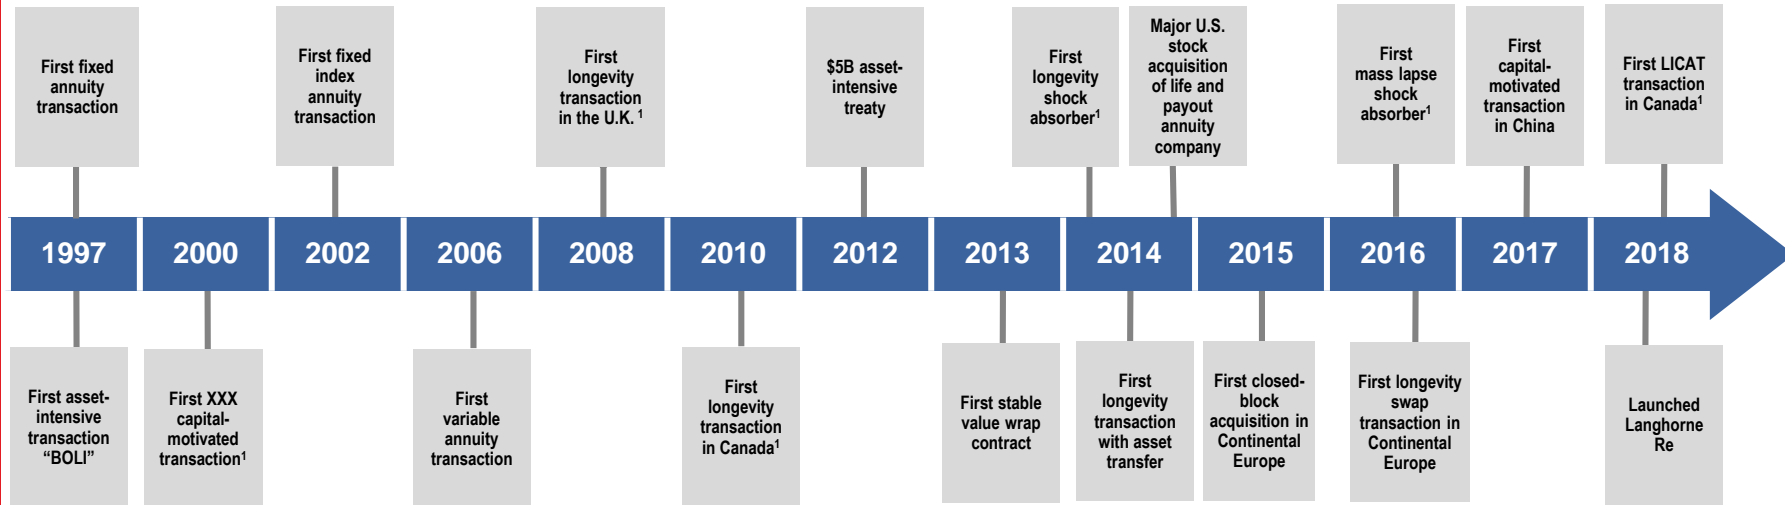 First fixed
annuity
transaction
First fixed
index
annuity
transaction
First
longevity
transaction
in the U.K. 1
$5B asset-
intensive
treaty
First
longevity
shock
absorber1
Major U.S.
stock
acquisition
of life and
payout
annuity
company
First
mass lapse
shock
absorber1
First
capital-
motivated
transaction
in China
First LICAT
transaction
in Canada1
1997
2000
2002
2006
2008
2010
2012
2013
2014
2015
2016
2017
2018
First asset-
intensive
transaction
“BOLI”
First XXX
capital-
motivated
transaction1
First
variable
annuity
transaction
First
longevity
transaction
in Canada1
First stable
value wrap
contract
First
longevity
transaction
with asset
transfer
First closed-
block
acquisition in
Continental
Europe
First longevity
swap
transaction in
Continental
Europe
Launched
Langhorne
Re